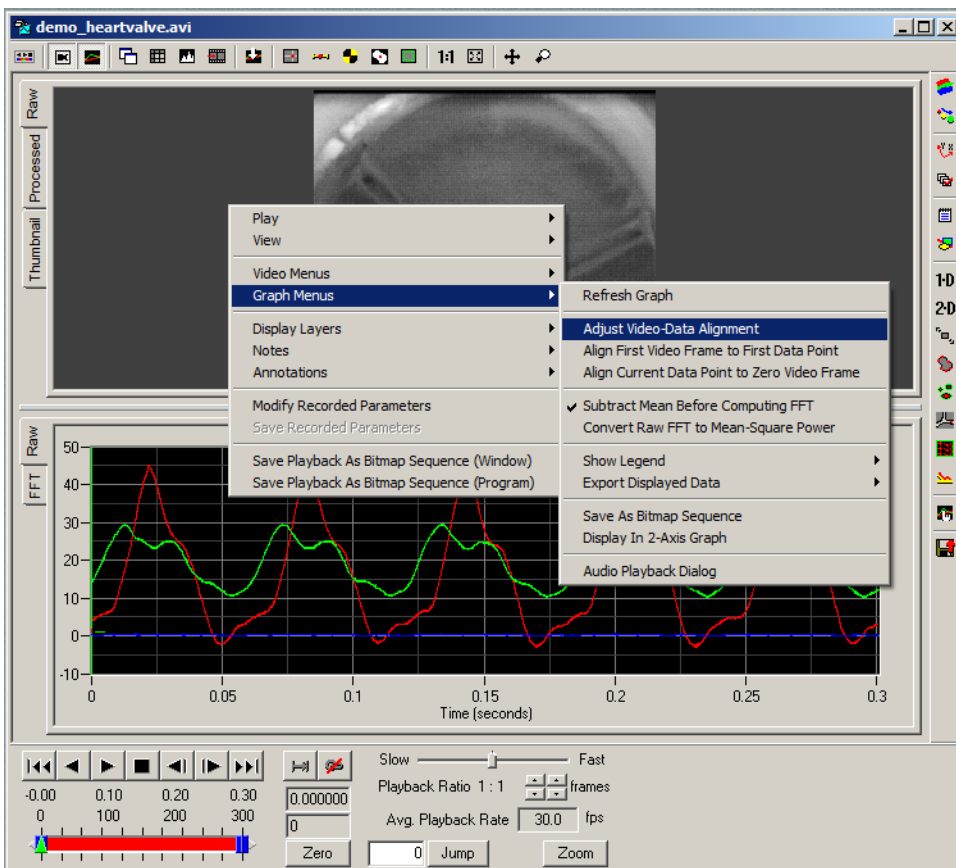 demo_heartvalve.avi
1:1
Raw
Processed
Thumbnail
Play
View
Video Menus
Graph Menus
Display Layers
Notes
Annotations
Modify Recorded Parameters
Save Recorded Parameters
Save Playback As Bitmap Sequence (Window)
Save Playback As Bitmap Sequence (Program)
Refresh Graph
Adjust Video-Data Alignment
Align First Video Frame to First Data Point
Align Current Data Point to Zero Video Frame
Subtract Mean Before Computing FFT
Convert Raw FFT to Mean-Square Power
Show Legend
Export Displayed Data
Save As Bitmap Sequence
Display In 2-Axis Graph
Audio Playback Dialog
1-D
2-D
Raw
FFT
50
40
30
20
10
0
-10
0 0.05 0.1 0.15 0.2 0.25 0.3
Time (seconds)
Slow Fast
Playback Ratio 1 : 1 frames
Avg. Playback Rate 30.0 fps
-0.00 0.10 0.20 0.30
0 100 200 300
0.000000
0
Zero
0 Jump Zoom